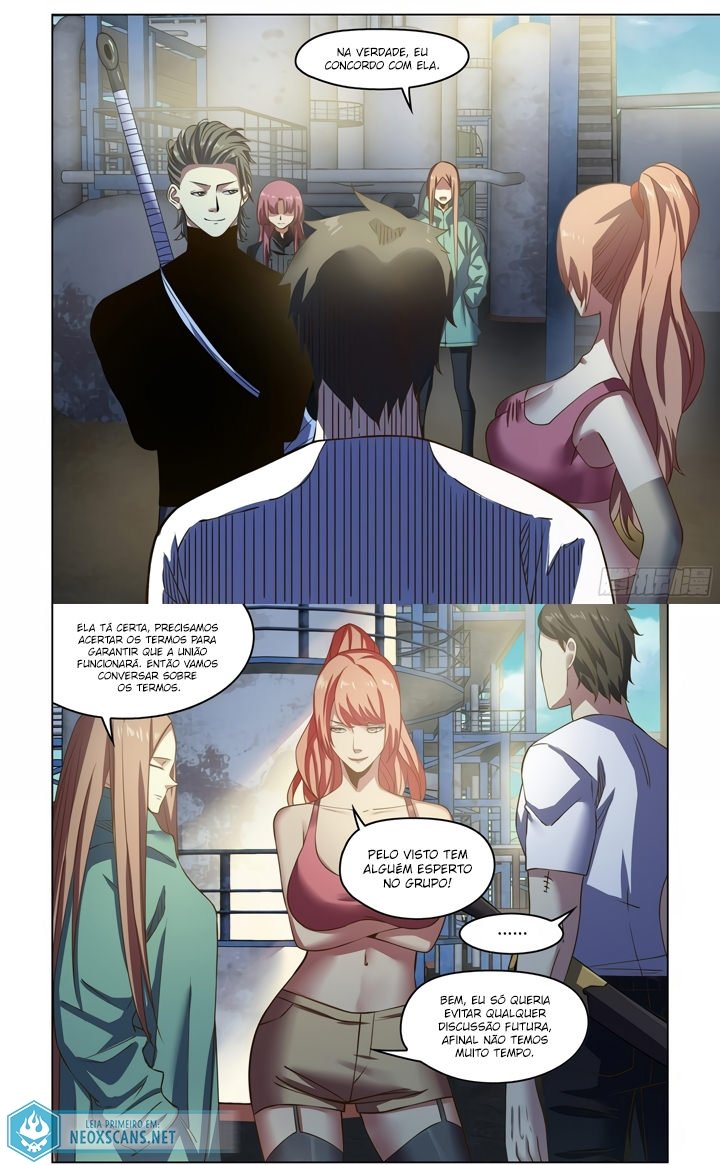 NA VERDADE, EU
CONCORDO COM ELA.
ELA TÁ CERTA, PRECISAMOS
ACERTAR OS TERMOS PARA
GARANTIR QUE A UNIÃO
FUNCIONARÁ. ENTÃO VAMOS
CONVERSAR SOBRE
OS TERMOS.
PELO VISTO TEM
ALGUÉM ESPERTO
NO GRUPO!
......
BEM, EU SÓ QUERIA
EVITAR QUALQUER
DISCUSSÃO FUTURA,
AFINAL NÃO TEMOS
MUITO TEMPO.
LEIA PRIMEIRO EM:
NEOXSCANS.NET